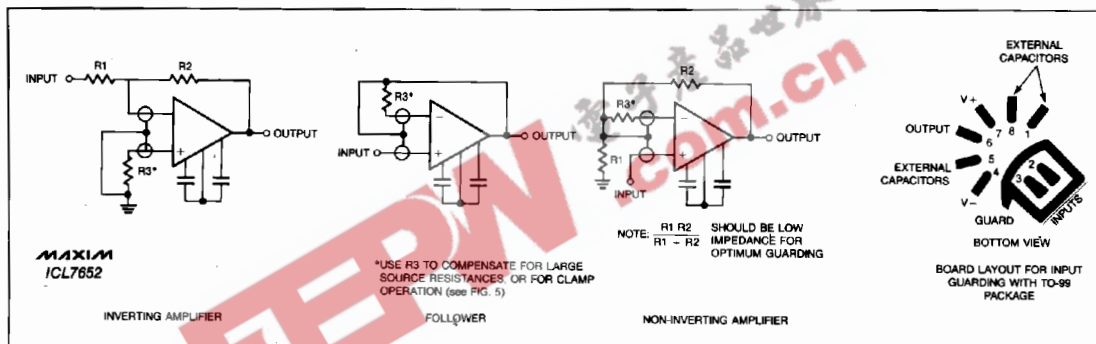 INPUT
R1
R2
R3*
OUTPUT
MAXIM
ICL7652
INVERTING AMPLIFIER
R3*
INPUT
OUTPUT
*USE R3 TO COMPENSATE FOR LARGE
SOURCE RESISTANCES, OR FOR CLAMP
OPERATION (see FIG. 5)
FOLLOWER
R2
R3*
R1
INPUT
OUTPUT
NOTE: R1 R2 SHOULD BE LOW
R1 - R2 IMPEDANCE FOR
OPTIMUM GUARDING
NON-INVERTING AMPLIFIER
EXTERNAL
CAPACITORS
V+
7
8
1
OUTPUT
6
EXTERNAL
CAPACITORS
5
4
3
2
V-
GUARD
INPUTS
BOTTOM VIEW
BOARD LAYOUT FOR INPUT
GUARDING WITH TO-99
PACKAGE
.com.cn